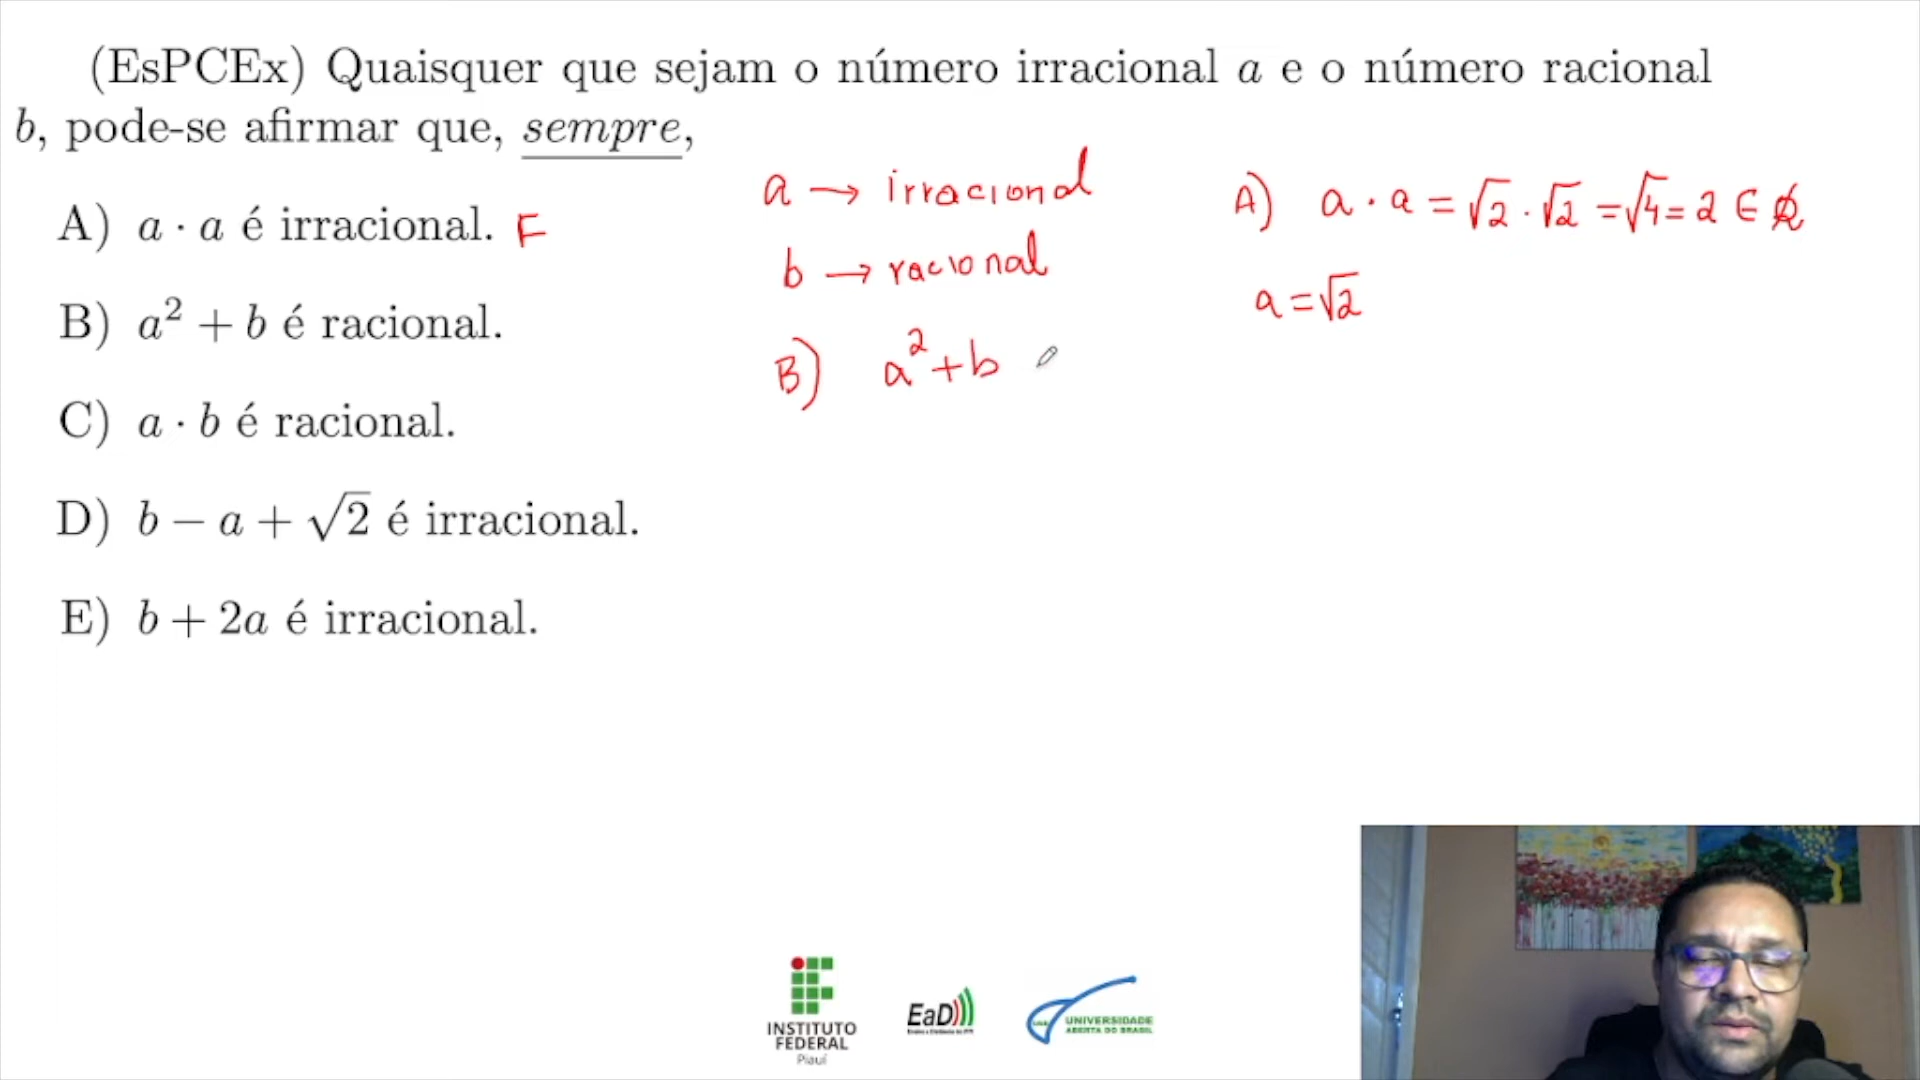 (EsPCEx) Quaisquer que sejam o número irracional a e o número racional
b, pode-se afirmar que, sempre,
A) a · a é irracional. F
B) a² + b é racional.
C) a · b é racional.
D) b − a + √2 é irracional.
E) b + 2a é irracional.
a → irracional
b → racional
B) a² + b
A) a · a = √2 · √2 = √4 = 2 ∈ Q
a = √2
INSTITUTO
FEDERAL
Piauí
EaD
UNIVERSIDADE
ABERTA DO BRASIL